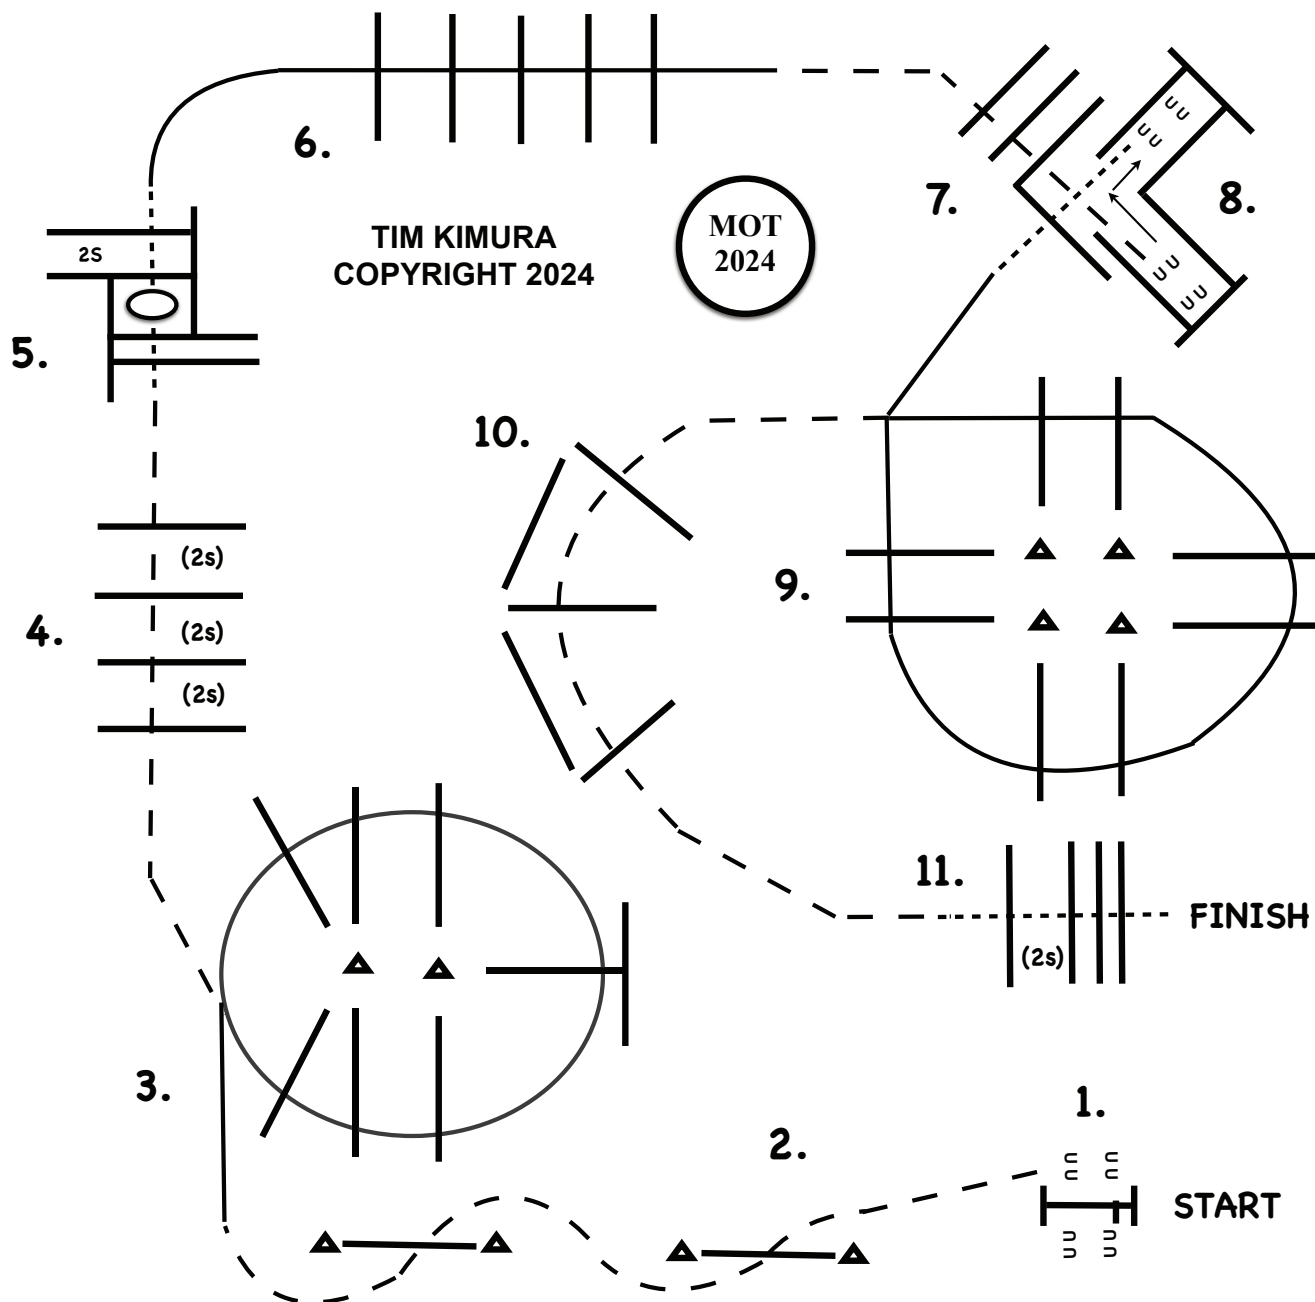 6.
7.
8.
TIM KIMURA
COPYRIGHT 2024
MOT
2024
2S
5.
10.
(2s)
4.
(2s)
(2s)
9.
11.
FINISH
(2s)
3.
1.
2.
START